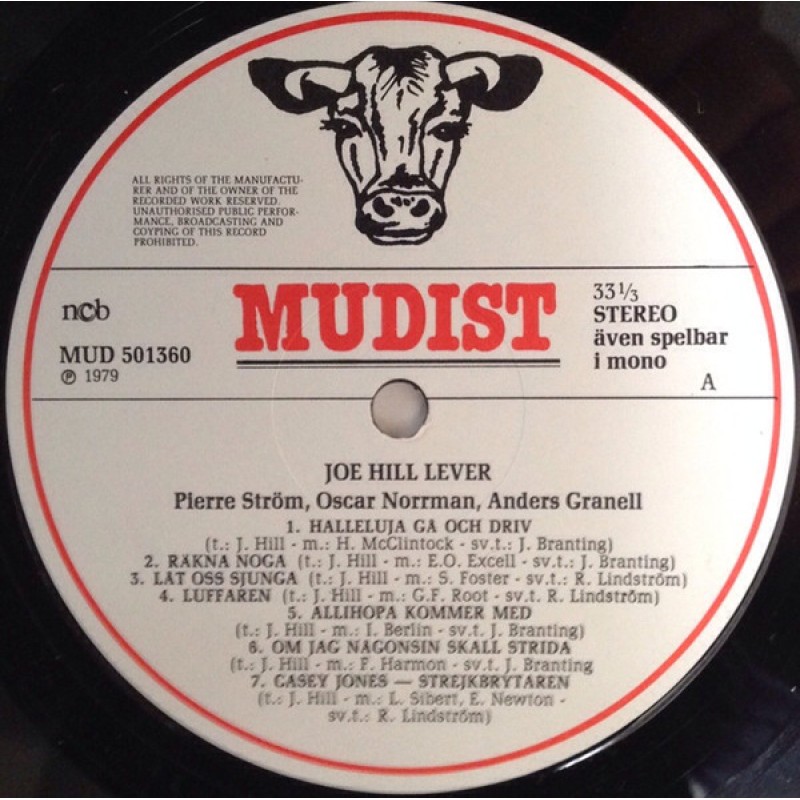 ALL RIGHTS OF THE MANUFACTU-
RER AND OF THE OWNER OF THE
RECORDED WORK RESERVED.
UNAUTHORISED PUBLIC PERFOR-
MANCE, BROADCASTING AND
COYPING OF THIS RECORD
PROHIBITED.
ncb
MUD 501360
℗ 1979
MUDIST
33 1/3
STEREO
även spelbar
i mono
A
JOE HILL LEVER
Pierre Ström, Oscar Norrman, Anders Granell
1. HALLELUJA GÅ OCH DRIV
(t.: J. Hill - m.: H. McClintock - sv.t.: J. Branting)
2. RÄKNA NOGA (t.: J. Hill - m.: E.O. Excell - sv.t.: J. Branting)
3. LÅT OSS SJUNGA (t.: J. Hill - m.: S. Foster - sv.t.: R. Lindström)
4. LUFFAREN (t.: J. Hill - m.: G.F. Root - sv.t. R. Lindström)
5. ALLIHOPA KOMMER MED
(t.: J. Hill - m.: I. Berlin - sv.t. J. Branting)
6. OM JAG NÅGONSIN SKALL STRIDA
(t.: J. Hill - m.: F. Harmon - sv.t. J. Branting
7. CASEY JONES — STREJKBRYTAREN
(t.: J. Hill - m.: L. Sibert, E. Newton -
sv.t.: R. Lindström)